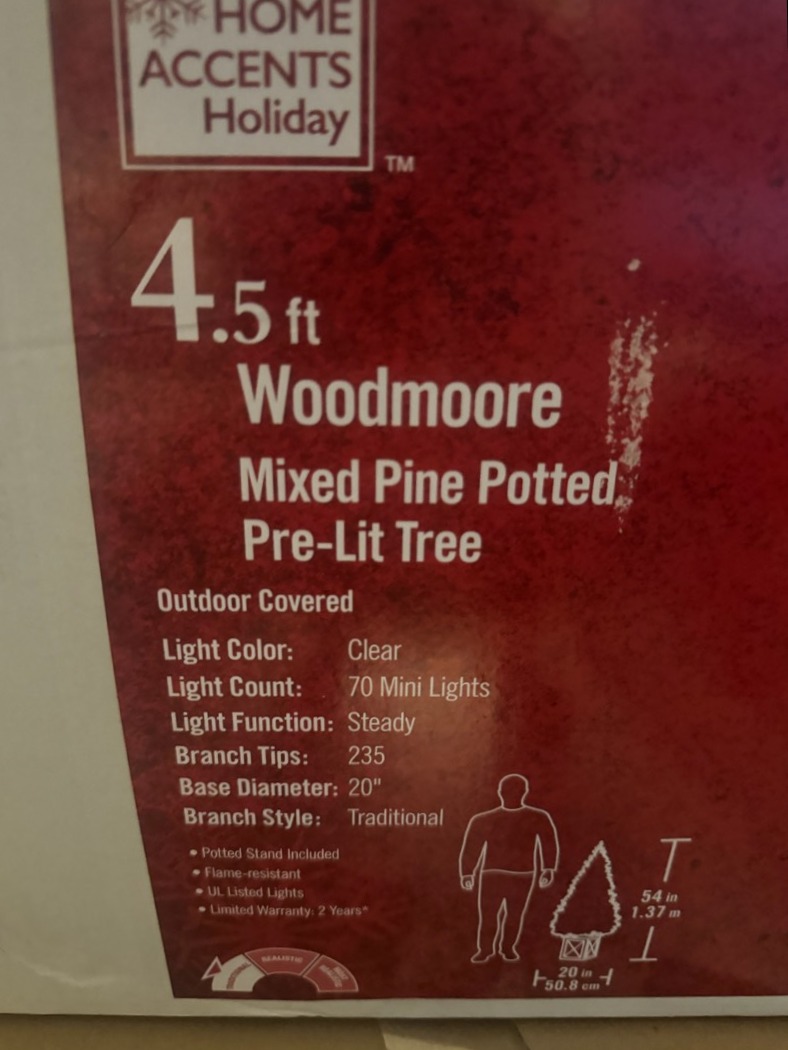 HOME
ACCENTS
Holiday
TM
4.5 ft
Woodmoore
Mixed Pine Potted
Pre-Lit Tree
Outdoor Covered
Light Color: Clear
Light Count: 70 Mini Lights
Light Function: Steady
Branch Tips: 235
Base Diameter: 20"
Branch Style: Traditional
• Potted Stand Included
• Flame-resistant
• UL Listed Lights
• Limited Warranty: 2 Years*
54 in
1.37 m
REALISTIC
20 in
50.8 cm